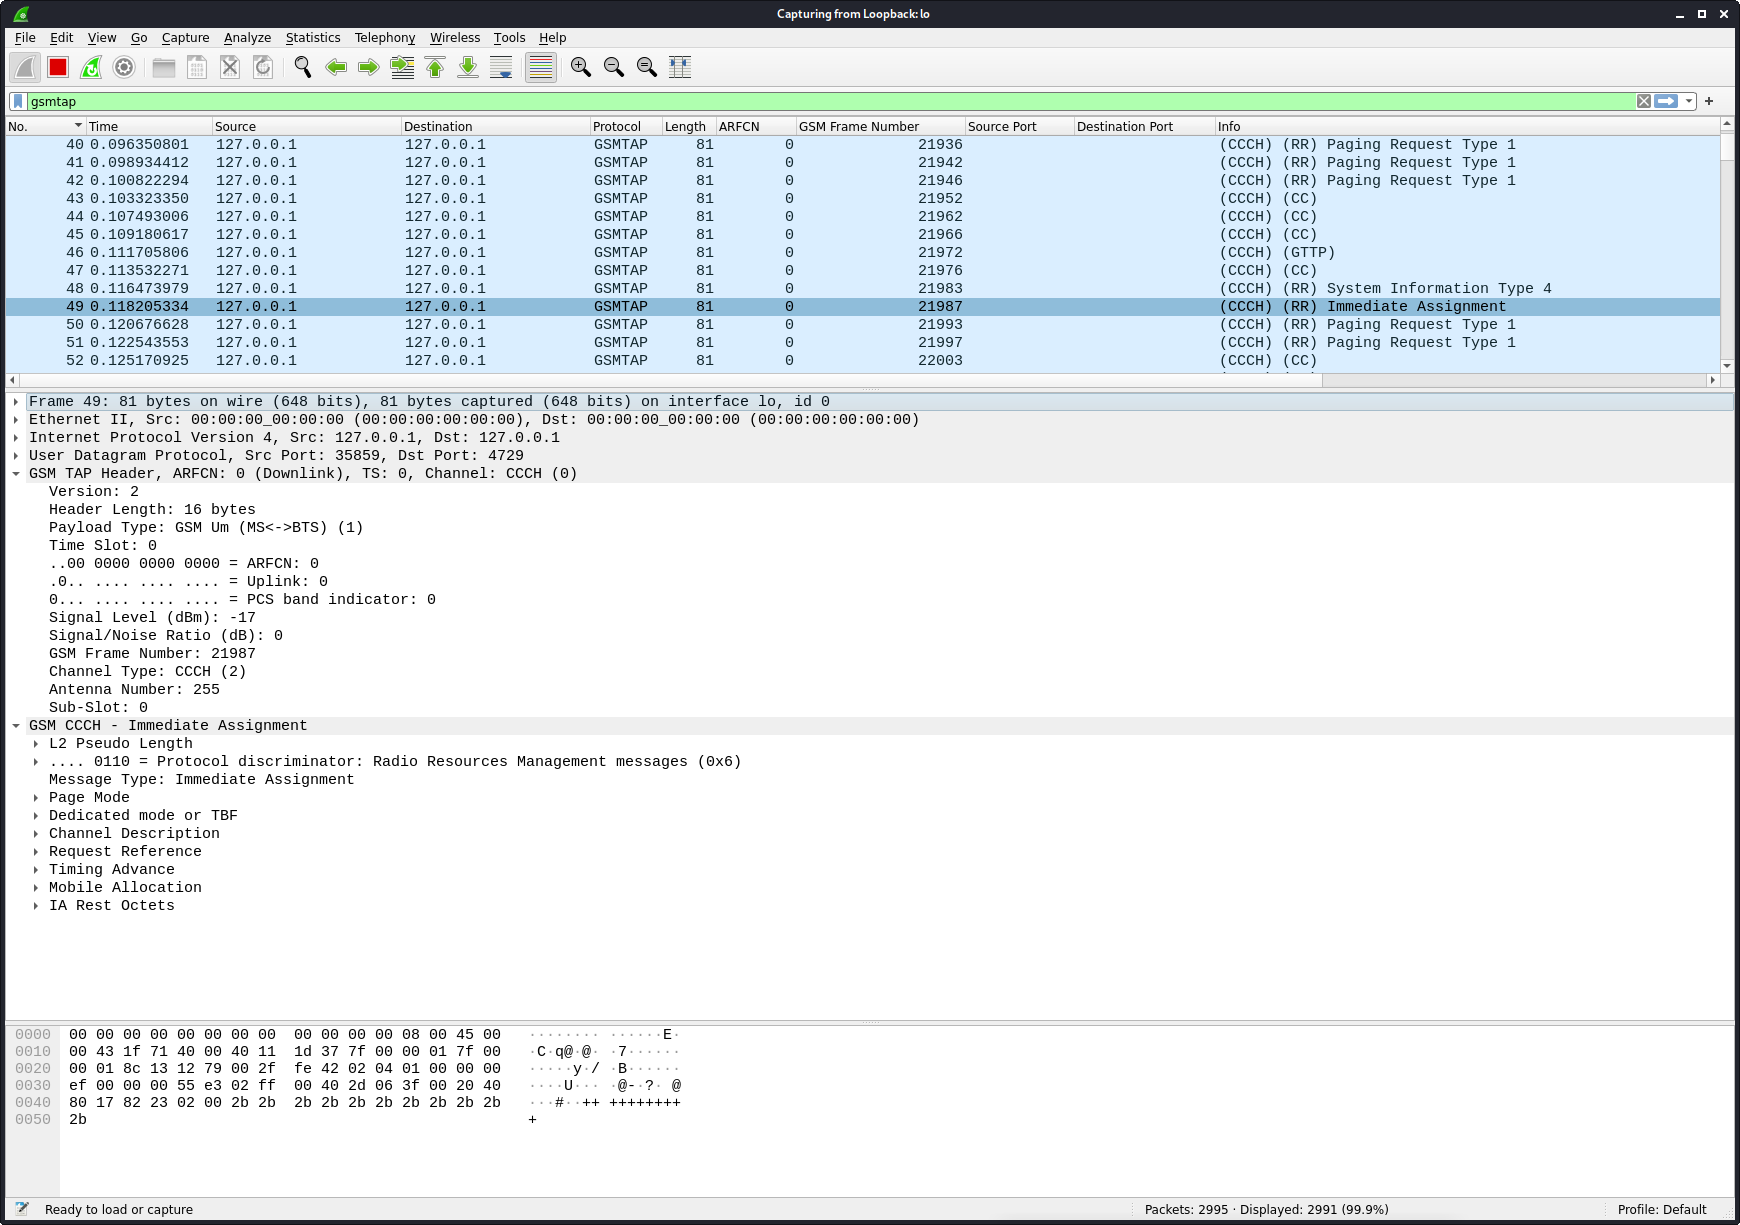 Capturing from Loopback: lo
File Edit View Go Capture Analyze Statistics Telephony Wireless Tools Help
gsmtap
No. Time Source Destination Protocol Length ARFCN GSM Frame Number Source Port Destination Port Info
40 0.096350801 127.0.0.1 127.0.0.1 GSMTAP 81 0 21936 (CCCH) (RR) Paging Request Type 1
41 0.098934412 127.0.0.1 127.0.0.1 GSMTAP 81 0 21942 (CCCH) (RR) Paging Request Type 1
42 0.100822294 127.0.0.1 127.0.0.1 GSMTAP 81 0 21946 (CCCH) (RR) Paging Request Type 1
43 0.103323350 127.0.0.1 127.0.0.1 GSMTAP 81 0 21952 (CCCH) (CC)
44 0.107493006 127.0.0.1 127.0.0.1 GSMTAP 81 0 21962 (CCCH) (CC)
45 0.109180617 127.0.0.1 127.0.0.1 GSMTAP 81 0 21966 (CCCH) (CC)
46 0.111705806 127.0.0.1 127.0.0.1 GSMTAP 81 0 21972 (CCCH) (GTTP)
47 0.113532271 127.0.0.1 127.0.0.1 GSMTAP 81 0 21976 (CCCH) (CC)
48 0.116473979 127.0.0.1 127.0.0.1 GSMTAP 81 0 21983 (CCCH) (RR) System Information Type 4
49 0.118205334 127.0.0.1 127.0.0.1 GSMTAP 81 0 21987 (CCCH) (RR) Immediate Assignment
50 0.120676628 127.0.0.1 127.0.0.1 GSMTAP 81 0 21993 (CCCH) (RR) Paging Request Type 1
51 0.122543553 127.0.0.1 127.0.0.1 GSMTAP 81 0 21997 (CCCH) (RR) Paging Request Type 1
52 0.125170925 127.0.0.1 127.0.0.1 GSMTAP 81 0 22003 (CCCH) (CC)
Frame 49: 81 bytes on wire (648 bits), 81 bytes captured (648 bits) on interface lo, id 0
Ethernet II, Src: 00:00:00_00:00:00 (00:00:00:00:00:00), Dst: 00:00:00_00:00:00 (00:00:00:00:00:00)
Internet Protocol Version 4, Src: 127.0.0.1, Dst: 127.0.0.1
User Datagram Protocol, Src Port: 35859, Dst Port: 4729
GSM TAP Header, ARFCN: 0 (Downlink), TS: 0, Channel: CCCH (0)
Version: 2
Header Length: 16 bytes
Payload Type: GSM Um (MS<->BTS) (1)
Time Slot: 0
..00 0000 0000 0000 = ARFCN: 0
.0.. .... .... .... = Uplink: 0
0... .... .... .... = PCS band indicator: 0
Signal Level (dBm): -17
Signal/Noise Ratio (dB): 0
GSM Frame Number: 21987
Channel Type: CCCH (2)
Antenna Number: 255
Sub-Slot: 0
GSM CCCH - Immediate Assignment
L2 Pseudo Length
.... 0110 = Protocol discriminator: Radio Resources Management messages (0x6)
Message Type: Immediate Assignment
Page Mode
Dedicated mode or TBF
Channel Description
Request Reference
Timing Advance
Mobile Allocation
IA Rest Octets
0000 00 00 00 00 00 00 00 00 00 00 00 00 08 00 45 00 ········ ······E·
0010 00 43 1f 71 40 00 40 11 1d 37 7f 00 00 01 7f 00 ·C·q@·@· ·7······
0020 00 01 8c 13 12 79 00 2f fe 42 02 04 01 00 00 00 ·····y·/ ·B······
0030 ef 00 00 00 55 e3 02 ff 00 40 2d 06 3f 00 20 40 ····U··· ·@-·?· @
0040 80 17 82 23 02 00 2b 2b 2b 2b 2b 2b 2b 2b 2b 2b ···#··++ ++++++++
0050 2b +
Ready to load or capture Packets: 2995 · Displayed: 2991 (99.9%) Profile: Default